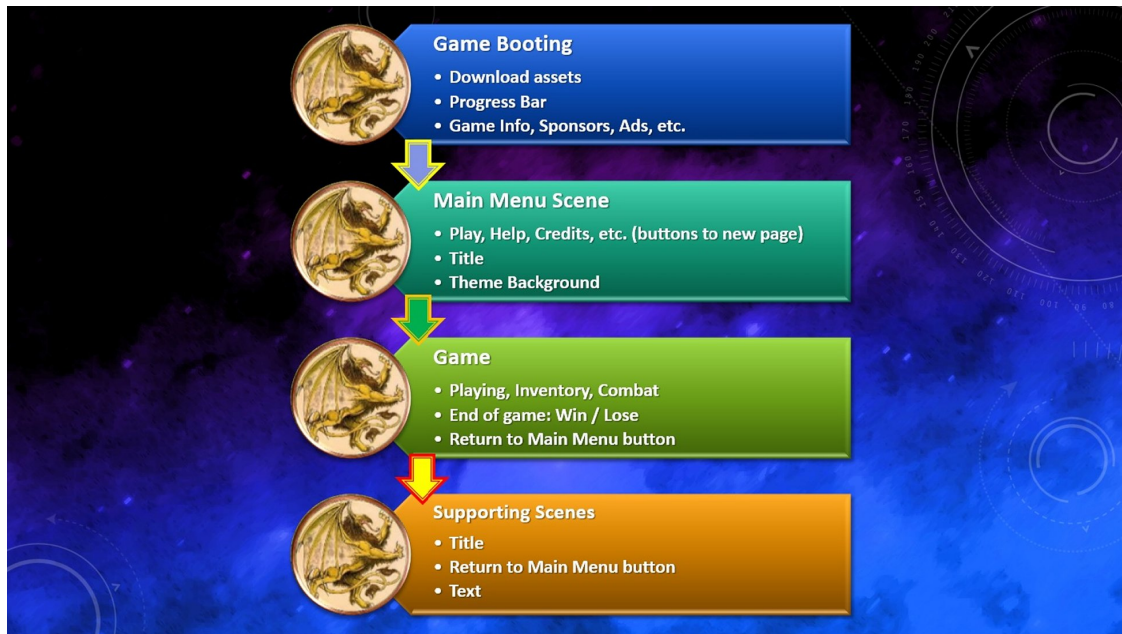 Game Booting
• Download assets
• Progress Bar
• Game Info, Sponsors, Ads, etc.
Main Menu Scene
• Play, Help, Credits, etc. (buttons to new page)
• Title
• Theme Background
Game
• Playing, Inventory, Combat
• End of game: Win / Lose
• Return to Main Menu button
Supporting Scenes
• Title
• Return to Main Menu button
• Text